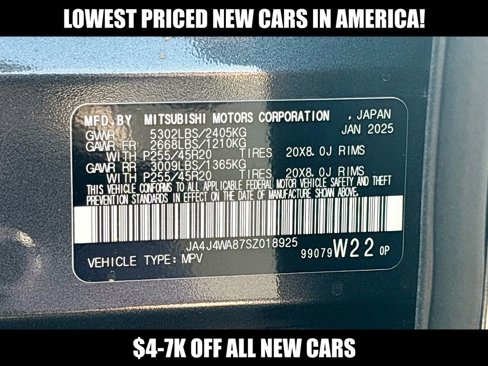 LOWEST PRICED NEW CARS IN AMERICA!
MFD.BY MITSUBISHI MOTORS CORPORATION , JAPAN
GWR 5302LBS/2405KG JAN 2025
GAWR FR 2668LBS/1210KG
WITH P255/45R20 TIRES 20X8.0J RIMS
GAWR RR 3009LBS/1365KG
WITH P255/45R20 TIRES 20X8.0J RIMS
THIS VEHICLE CONFORMS TO ALL APPLICABLE FEDERAL MOTOR VEHICLE SAFETY AND THEFT
PREVENTION STANDARDS IN EFFECT ON THE DATE OF MANUFACTURE SHOWN ABOVE.
JA4J4WA87SZ018925
VEHICLE TYPE: MPV 99079 W22 0P
$4-7K OFF ALL NEW CARS